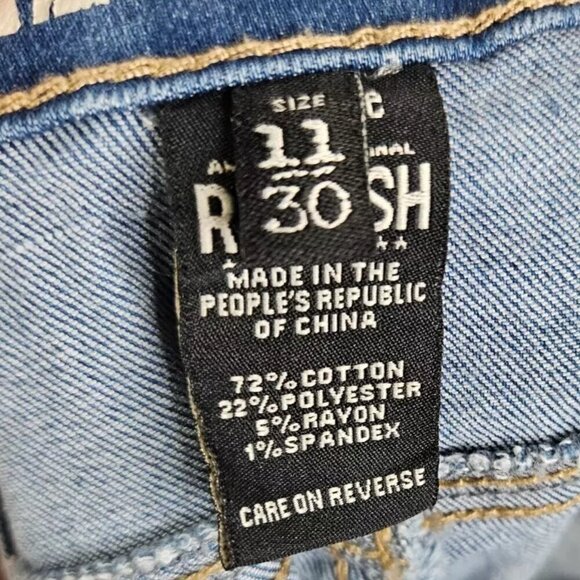 SIZE
11
30
MADE IN THE
PEOPLE'S REPUBLIC
OF CHINA
72% COTTON
22% POLYESTER
5% RAYON
1% SPANDEX
CARE ON REVERSE